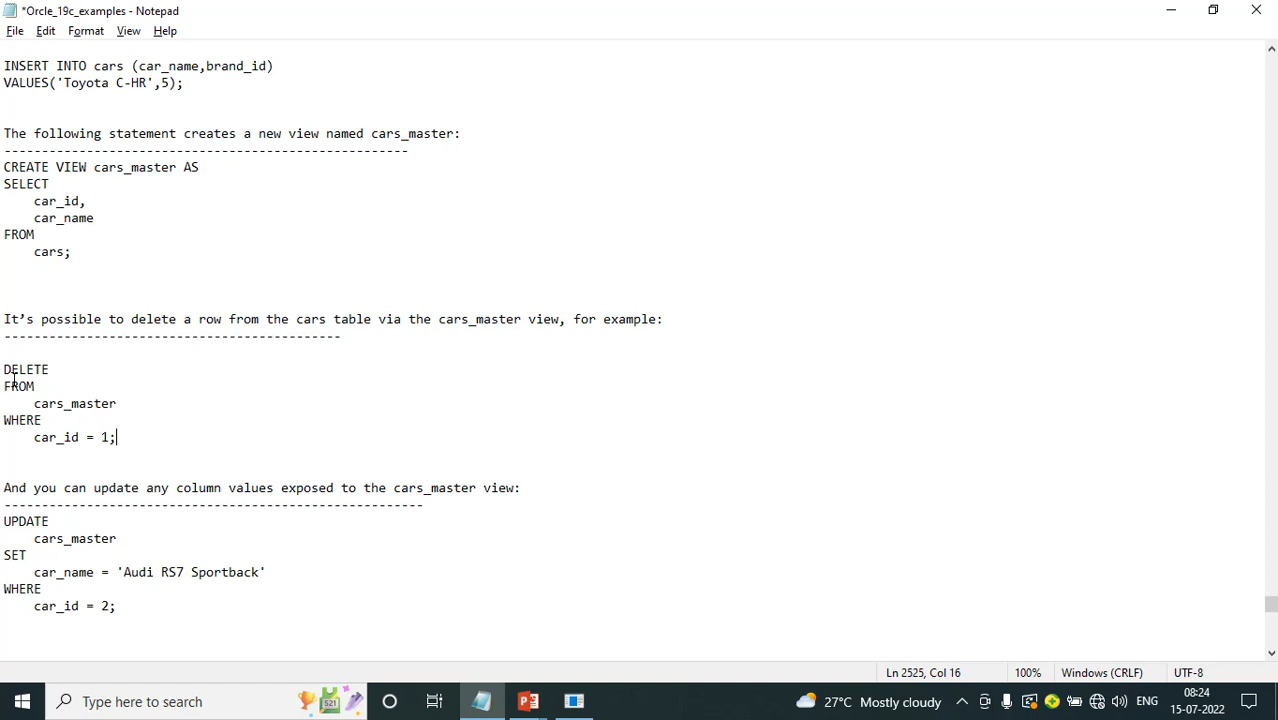 *Orcle_19c_examples - Notepad
File Edit Format View Help
INSERT INTO cars (car_name,brand_id)
VALUES('Toyota C-HR',5);
The following statement creates a new view named cars_master:
------------------------------------------------------
CREATE VIEW cars_master AS
SELECT
    car_id,
    car_name
FROM
    cars;
It’s possible to delete a row from the cars table via the cars_master view, for example:
---------------------------------------------
DELETE
FROM
    cars_master
WHERE
    car_id = 1;
And you can update any column values exposed to the cars_master view:
--------------------------------------------------------
UPDATE
    cars_master
SET
    car_name = 'Audi RS7 Sportback'
WHERE
    car_id = 2;
Ln 2525, Col 16 100% Windows (CRLF) UTF-8
Type here to search 521 27°C Mostly cloudy ENG 08:24
15-07-2022